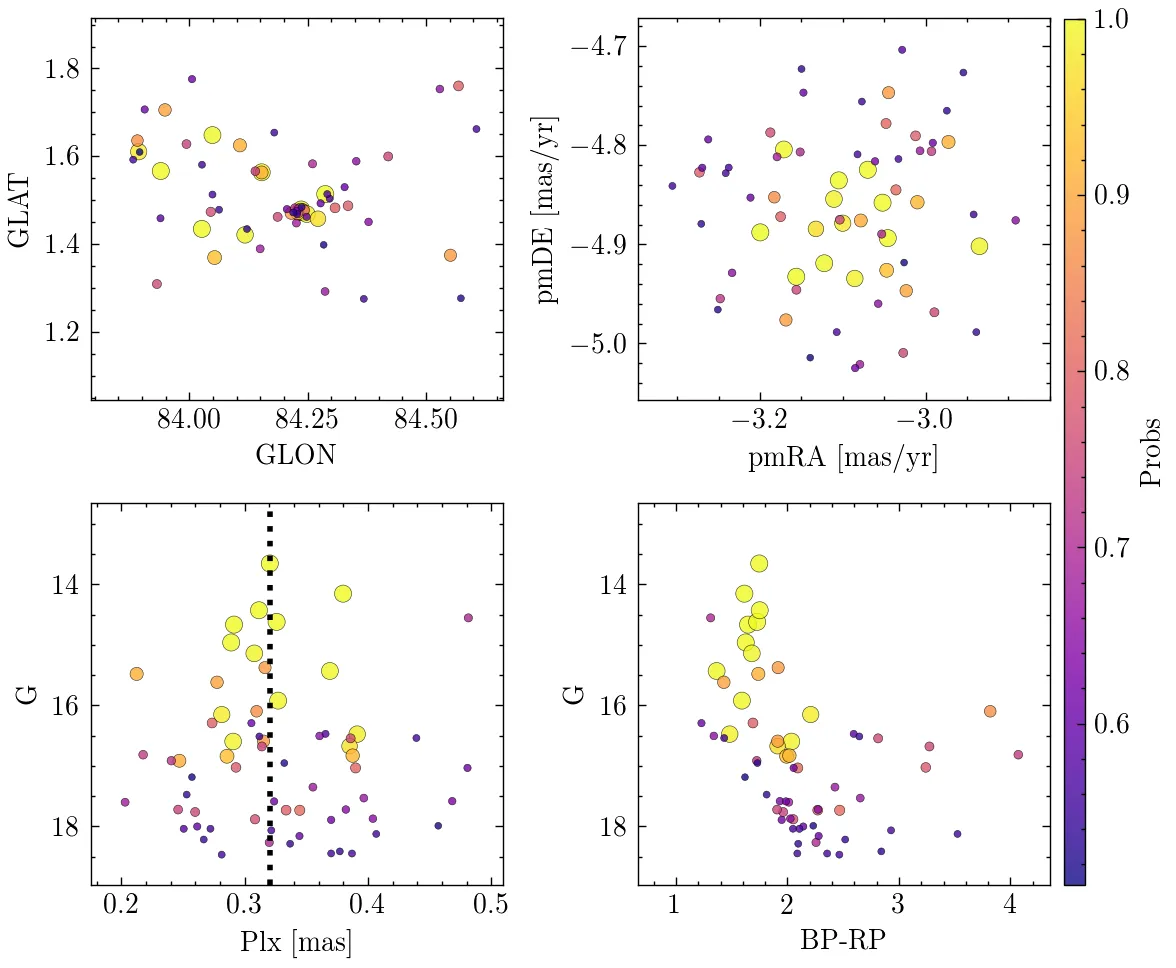 1.8
1.6
1.4
1.2
GLAT
84.00 84.25 84.50
GLON
−4.7
−4.8
−4.9
−5.0
pmDE [mas/yr]
−3.2 −3.0
pmRA [mas/yr]
1.0
0.9
0.8
0.7
0.6
Probs
14
16
18
G
0.2 0.3 0.4 0.5
Plx [mas]
14
16
18
G
1 2 3 4
BP-RP